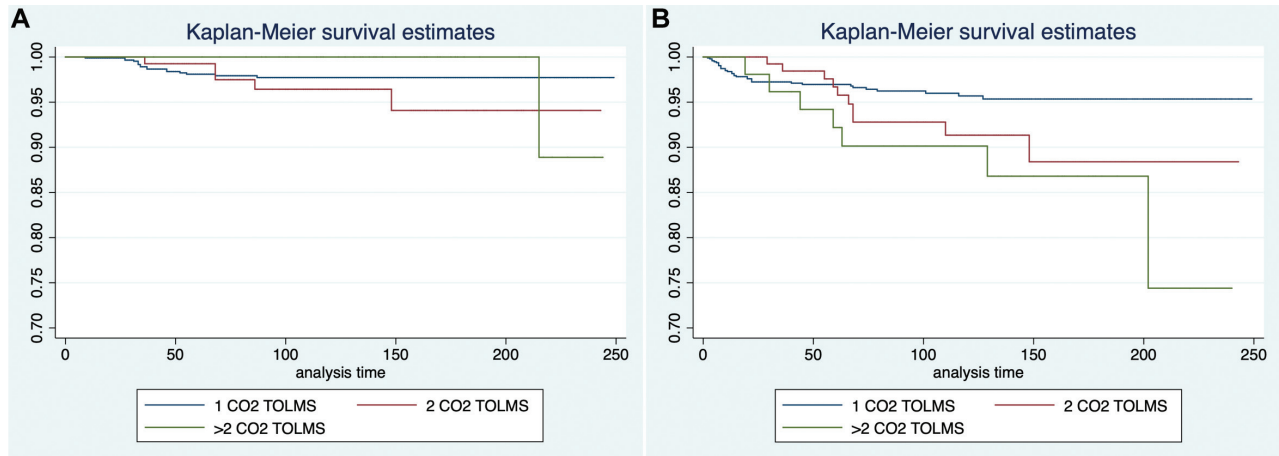 A
Kaplan-Meier survival estimates
1.00
0.95
0.90
0.85
0.80
0.75
0.70
0 50 100 150 200 250
analysis time
1 CO2 TOLMS 2 CO2 TOLMS
>2 CO2 TOLMS
B
Kaplan-Meier survival estimates
1.00
0.95
0.90
0.85
0.80
0.75
0.70
0 50 100 150 200 250
analysis time
1 CO2 TOLMS 2 CO2 TOLMS
>2 CO2 TOLMS